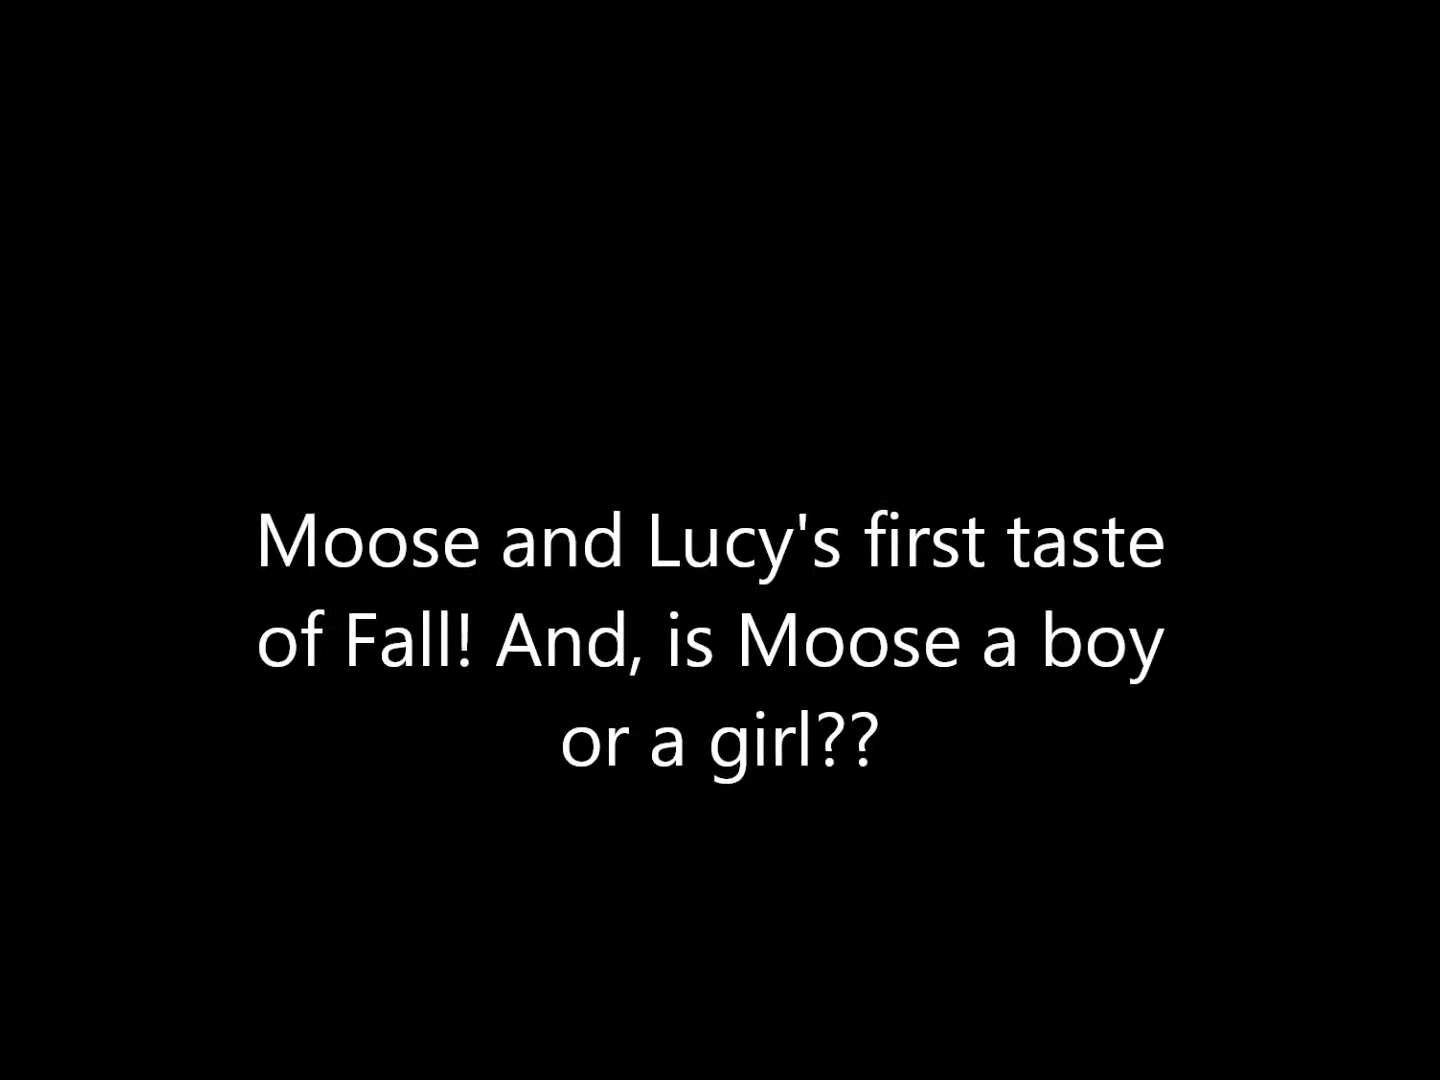 Moose and Lucy's first taste
of Fall! And, is Moose a boy
or a girl??